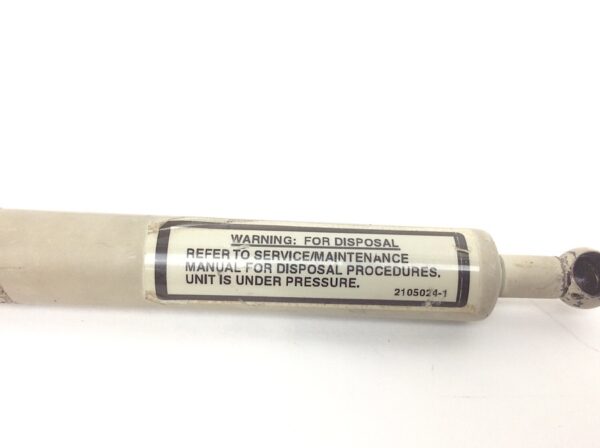 WARNING: FOR DISPOSAL
REFER TO SERVICE/MAINTENANCE
MANUAL FOR DISPOSAL PROCEDURES.
UNIT IS UNDER PRESSURE.
2105024-1